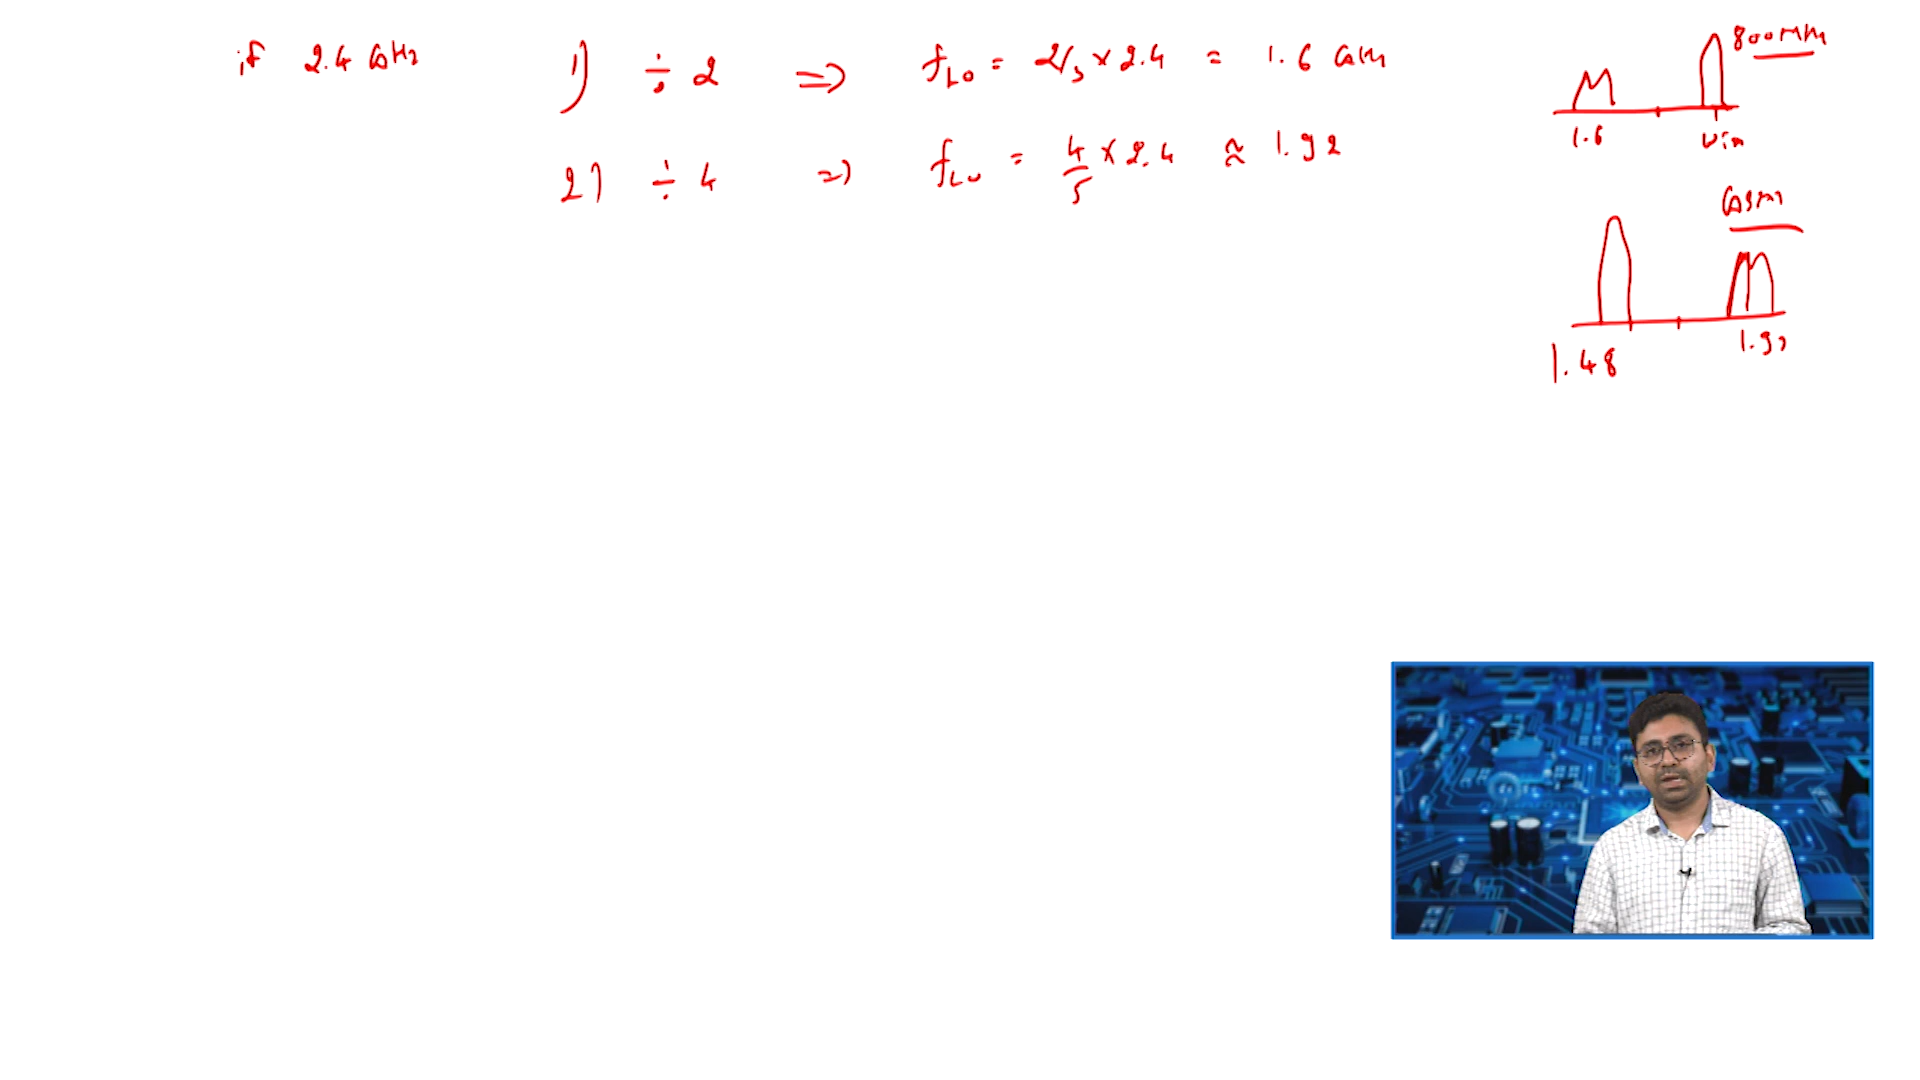 if 2.4 GHz
1) ÷ 2 => fLO = 2/3 × 2.4 = 1.6 GHz
2) ÷ 4 => fLO = 4/5 × 2.4 ≈ 1.92
800MHz
1.6 win
GSM
1.48 1.92